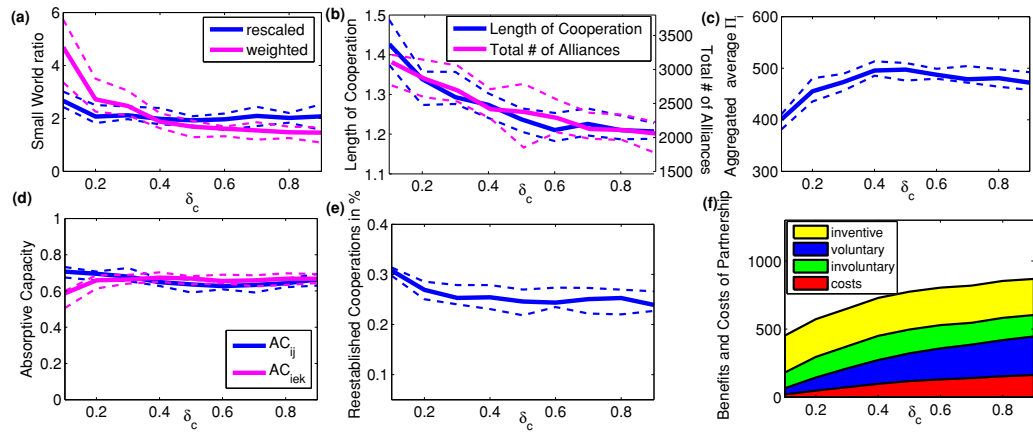 (a)
Small World ratio
6
4
2
0
rescaled
weighted
0.2 0.4 0.6 0.8
δc
(b)
Length of Cooperation
1.5
1.4
1.3
1.2
1.1
Length of Cooperation
Total # of Alliances
3500
3000
2500
2000
1500
Total # of Alliances
0.2 0.4 0.6 0.8
δc
(c)
Aggregated average Π
600
500
400
300
0.2 0.4 0.6 0.8
δc
(d)
Absorptive Capacity
1
0.8
0.6
0.4
0.2
0
ACij
ACiek
0.2 0.4 0.6 0.8
δc
(e)
Reestablished Cooperations in %
0.4
0.3
0.2
0.1
0.2 0.4 0.6 0.8
δc
(f)
Benefits and Costs of Partnership
1000
500
0
inventive
voluntary
involuntary
costs
0.2 0.4 0.6 0.8
δc